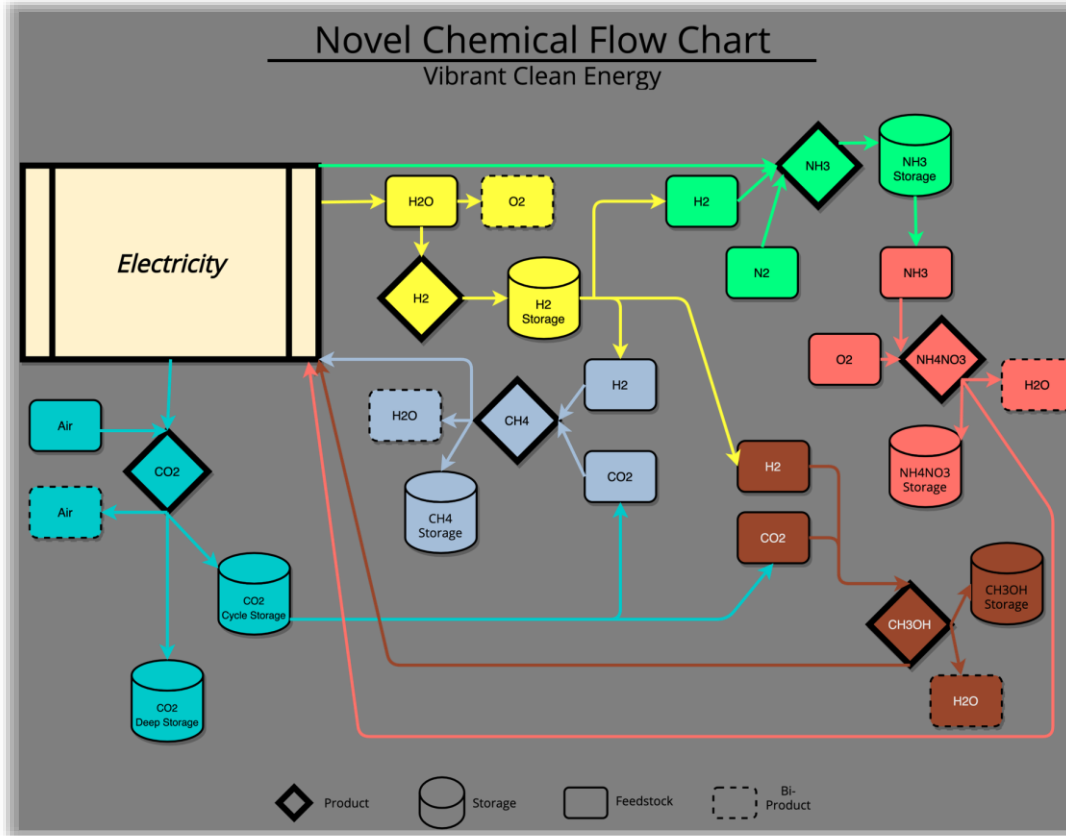 Novel Chemical Flow Chart
Vibrant Clean Energy
Electricity
H2O
O2
H2
H2
Storage
H2
N2
NH3
NH3
Storage
NH3
O2
NH4NO3
H2O
NH4NO3
Storage
H2
CO2
CH4
H2O
CH4
Storage
Air
CO2
Air
CO2
Cycle Storage
CO2
Deep Storage
H2
CO2
CH3OH
CH3OH
Storage
H2O
Product
Storage
Feedstock
Bi-
Product